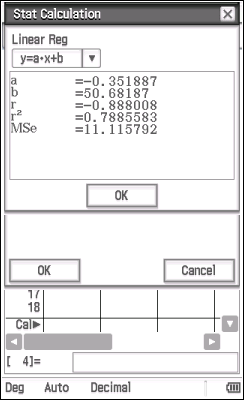 Stat Calculation
Linear Reg
y=a•x+b
a =-0.351887
b =50.68187
r =-0.888008
r² =0.7885583
MSe =11.115792
OK
OK Cancel
17
18
Cal▶
[ 4]=
Deg Auto Decimal